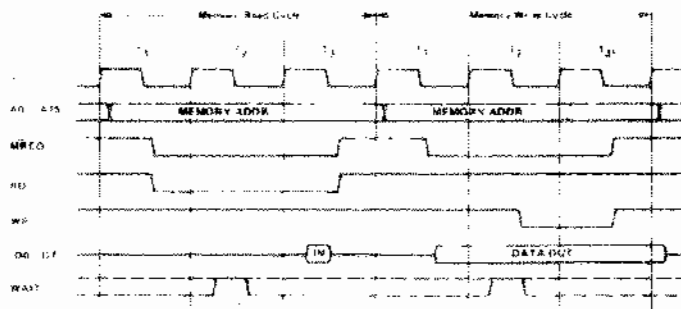 Memory Read Cycle Memory Write Cycle
T1 T2 T3 T1 T2 T3
A0 A15 MEMORY ADDR MEMORY ADDR
MREQ
RD
WR
D0 D7 IN DATA OUT
WAIT